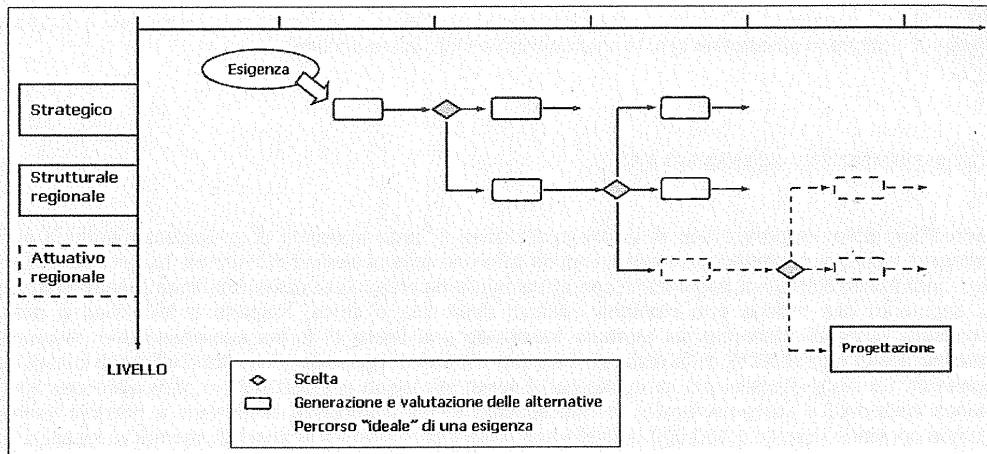 Esigenza
Strategico
Strutturale
regionale
Attuativo
regionale
Progettazione
LIVELLO
Scelta
Generazione e valutazione delle alternative
Percorso "ideale" di una esigenza